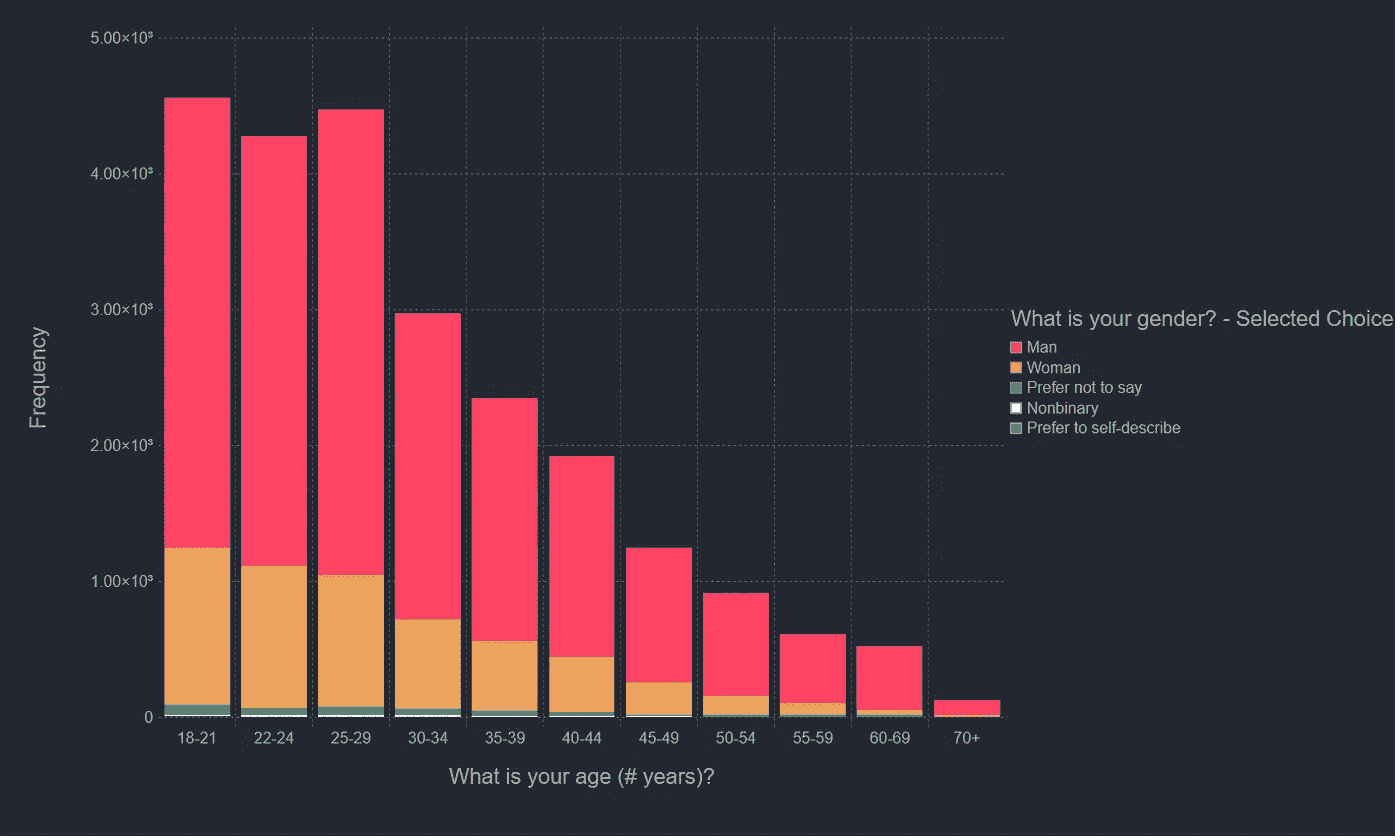 5.00×10³
4.00×10³
3.00×10³
2.00×10³
1.00×10³
0
Frequency
18-21 22-24 25-29 30-34 35-39 40-44 45-49 50-54 55-59 60-69 70+
What is your age (# years)?
What is your gender? - Selected Choice
Man
Woman
Prefer not to say
Nonbinary
Prefer to self-describe